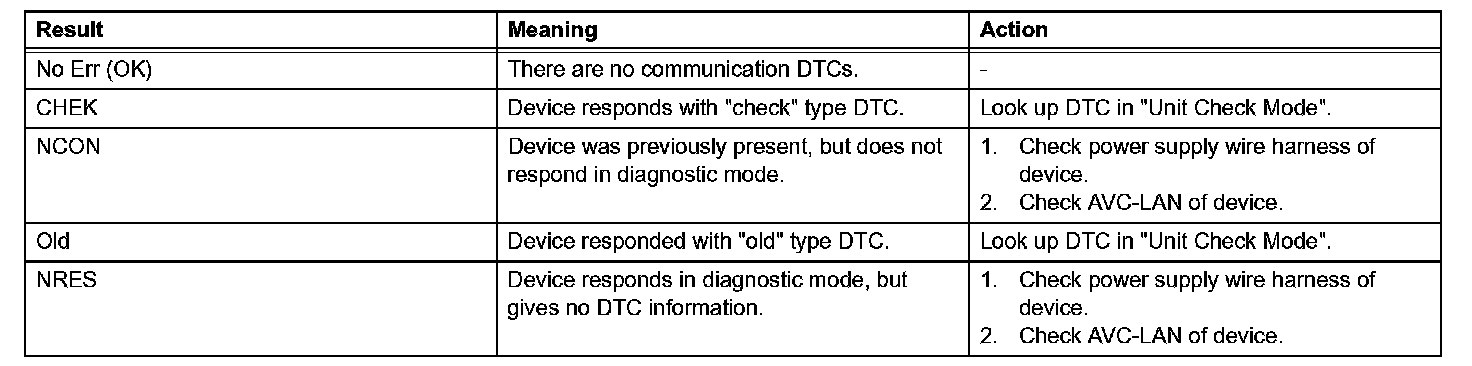 Result Meaning Action
No Err (OK) There are no communication DTCs. -
CHEK Device responds with "check" type DTC. Look up DTC in "Unit Check Mode".
NCON Device was previously present, but does not 1. Check power supply wire harness of
respond in diagnostic mode. device.
2. Check AVC-LAN of device.
Old Device responded with "old" type DTC. Look up DTC in "Unit Check Mode".
NRES Device responds in diagnostic mode, but 1. Check power supply wire harness of
gives no DTC information. device.
2. Check AVC-LAN of device.